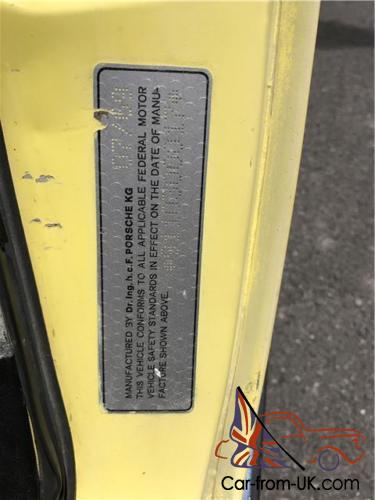 MANUFACTURED BY Dr. Ing. h. c. F. PORSCHE KG
THIS VEHICLE CONFORMS TO ALL APPLICABLE FEDERAL MOTOR
VEHICLE SAFETY STANDARDS IN EFFECT ON THE DATE OF MANU-
FACTURE SHOWN ABOVE.
Car-from-UK.com